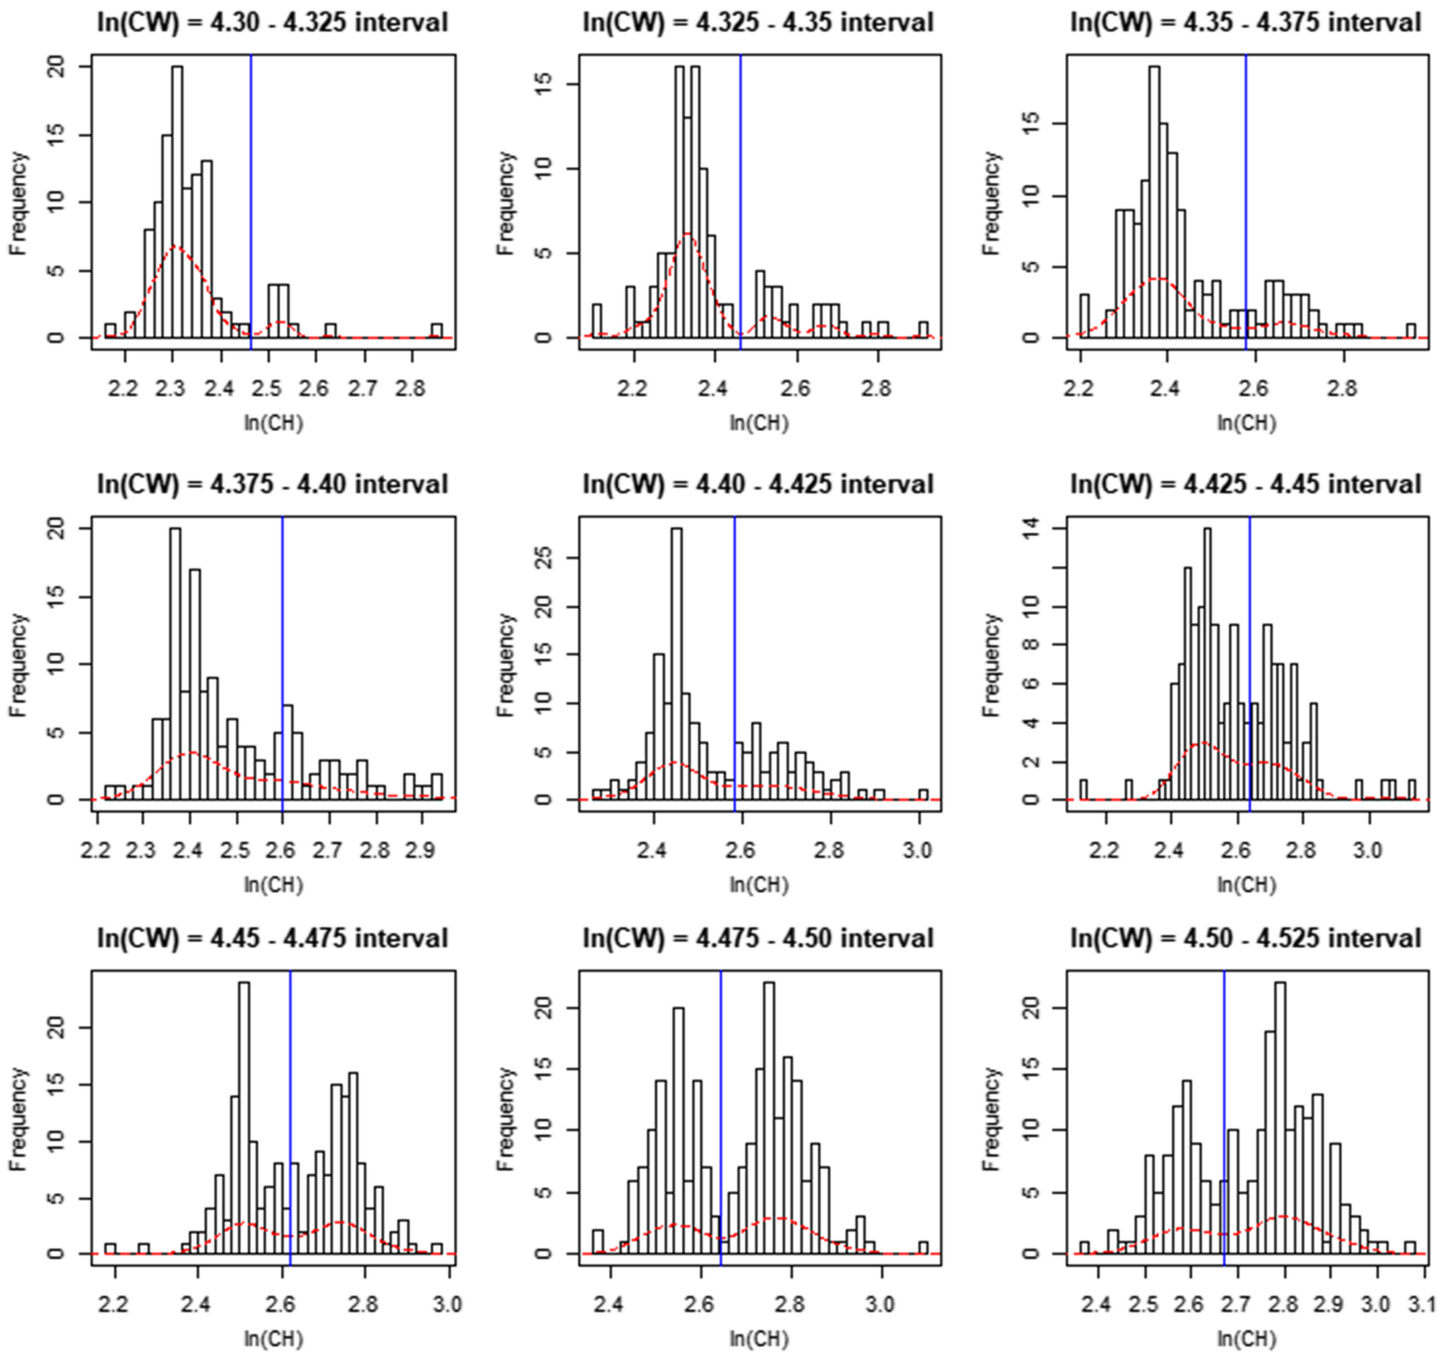 ln(CW) = 4.30 - 4.325 interval
Frequency
0 5 10 15 20
2.2 2.3 2.4 2.5 2.6 2.7 2.8
ln(CH)
ln(CW) = 4.325 - 4.35 interval
Frequency
0 5 10 15
2.2 2.4 2.6 2.8
ln(CH)
ln(CW) = 4.35 - 4.375 interval
Frequency
0 5 10 15
2.2 2.4 2.6 2.8
ln(CH)
ln(CW) = 4.375 - 4.40 interval
Frequency
0 5 10 15 20
2.2 2.3 2.4 2.5 2.6 2.7 2.8 2.9
ln(CH)
ln(CW) = 4.40 - 4.425 interval
Frequency
0 5 10 15 20 25
2.4 2.6 2.8 3.0
ln(CH)
ln(CW) = 4.425 - 4.45 interval
Frequency
0 2 4 6 8 10 14
2.2 2.4 2.6 2.8 3.0
ln(CH)
ln(CW) = 4.45 - 4.475 interval
Frequency
0 5 10 15 20
2.2 2.4 2.6 2.8 3.0
ln(CH)
ln(CW) = 4.475 - 4.50 interval
Frequency
0 5 10 15 20
2.4 2.6 2.8 3.0
ln(CH)
ln(CW) = 4.50 - 4.525 interval
Frequency
0 5 10 15 20
2.4 2.5 2.6 2.7 2.8 2.9 3.0 3.1
ln(CH)